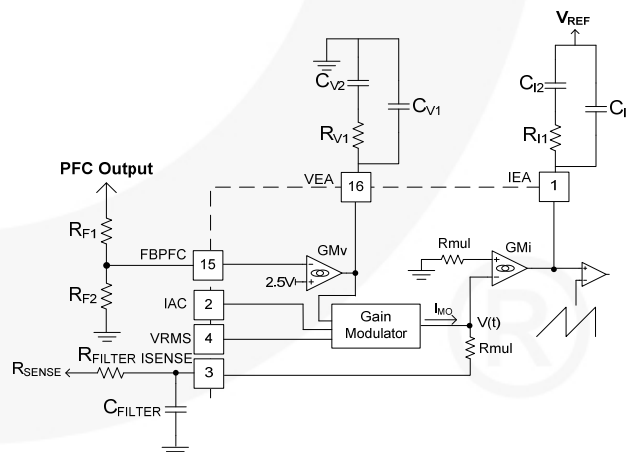 VREF
CV2
CV1
RV1
CI2
CI
RI1
VEA
16
IEA
1
PFC Output
RF1
FBPFC
15
RF2
GMv
2.5V
Rmul
GMi
IAC
2
VRMS
4
Gain
Modulator
IMO
V(t)
Rmul
RSENSE
RFILTER
ISENSE
3
CFILTER
®